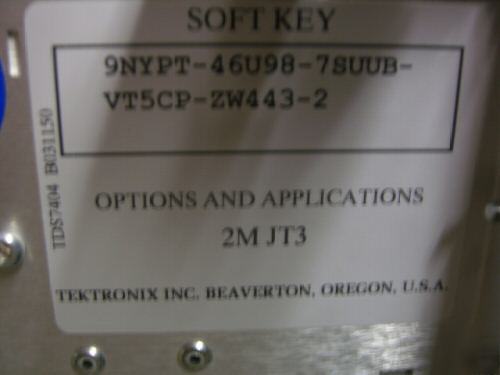 SOFT KEY
9NYPT-46U98-7SUUB-
VT5CP-ZW443-2
TDS7404 B031150
OPTIONS AND APPLICATIONS
2M JT3
TEKTRONIX INC. BEAVERTON, OREGON, U.S.A.